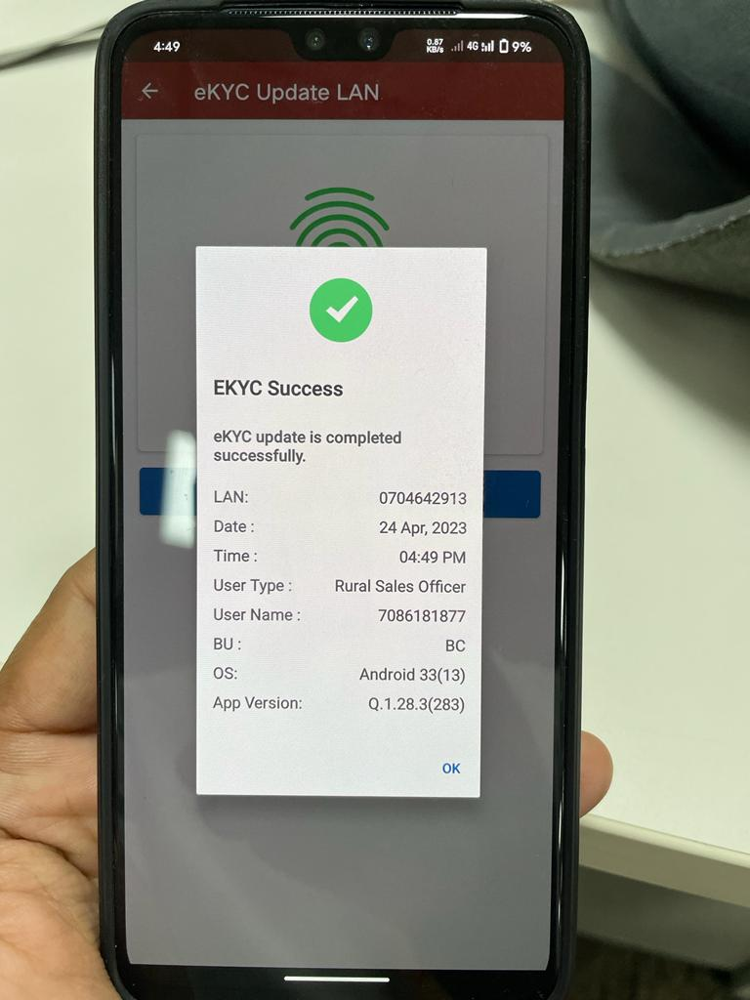 4:49
0.87 KB/s 4G 9%
eKYC Update LAN
EKYC Success
eKYC update is completed
successfully.
LAN: 0704642913
Date : 24 Apr, 2023
Time : 04:49 PM
User Type : Rural Sales Officer
User Name : 7086181877
BU : BC
OS: Android 33(13)
App Version: Q.1.28.3(283)
OK